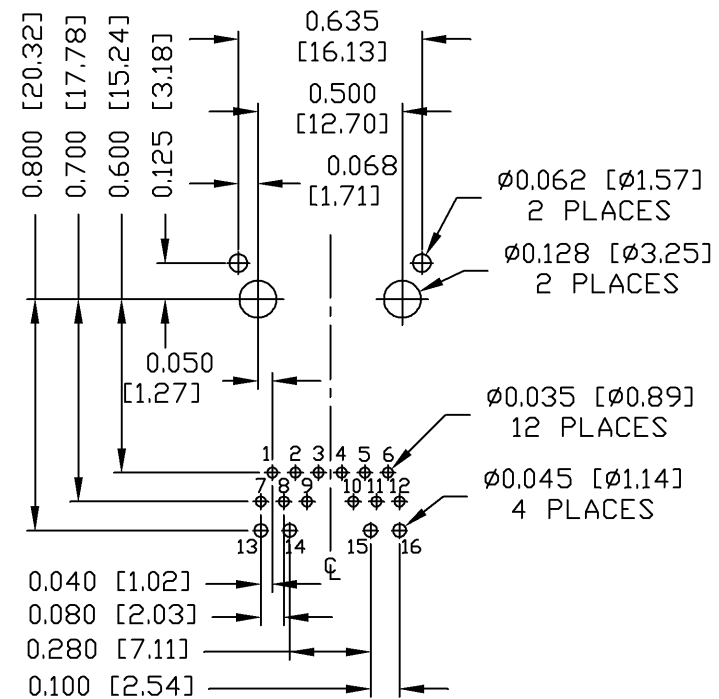 0.635
[16.13]
0.500
[12.70]
0.068
[1.71]
0.800 [20.32]
0.700 [17.78]
0.600 [15.24]
0.125 [3.18]
Ø0.062 [Ø1.57]
2 PLACES
Ø0.128 [Ø3.25]
2 PLACES
0.050
[1.27]
Ø0.035 [Ø0.89]
12 PLACES
1 2 3 4 5 6
Ø0.045 [Ø1.14]
4 PLACES
7 8 9 10 11 12
13 14 15 16
CL
0.040 [1.02]
0.080 [2.03]
0.280 [7.11]
0.100 [2.54]